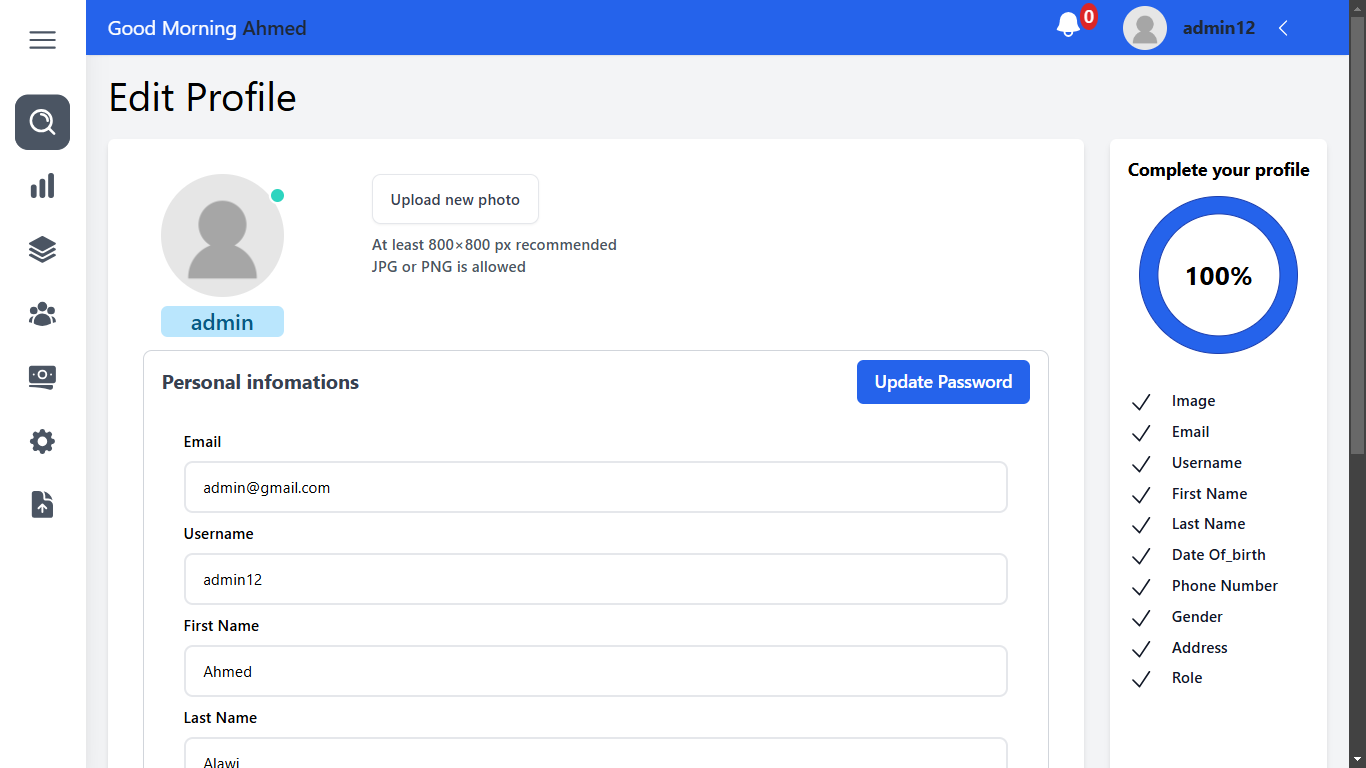 Good Morning Ahmed
0
admin12
Edit Profile
Upload new photo
At least 800×800 px recommended
JPG or PNG is allowed
admin
Personal infomations
Update Password
Email
admin@gmail.com
Username
admin12
First Name
Ahmed
Last Name
Alawi
Complete your profile
100%
Image
Email
Username
First Name
Last Name
Date Of_birth
Phone Number
Gender
Address
Role